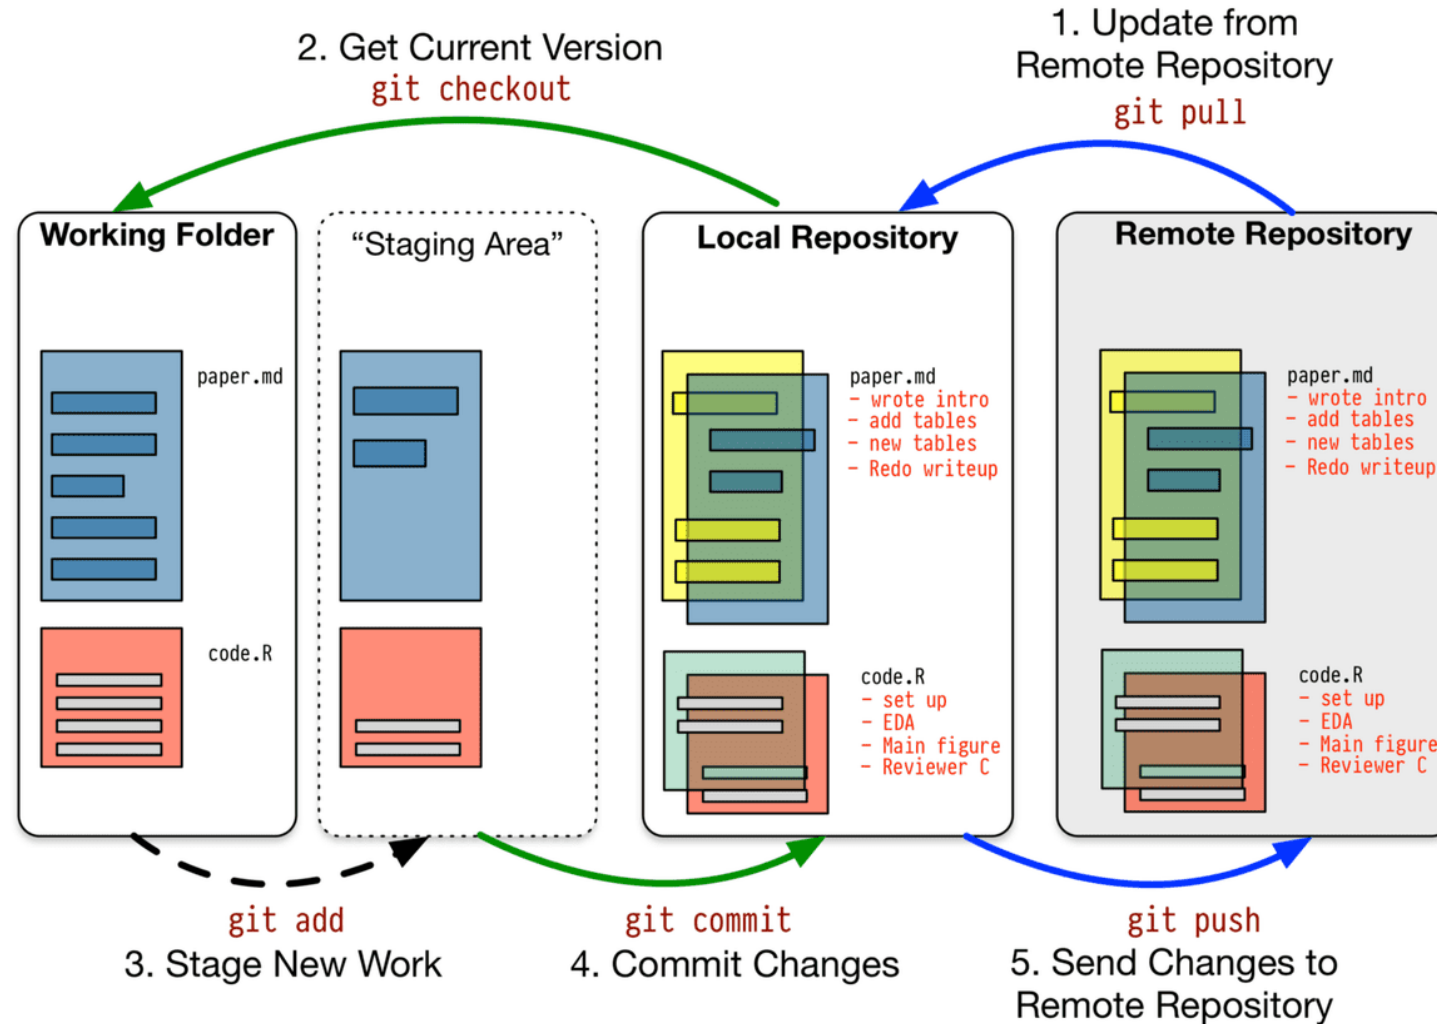 2. Get Current Version
git checkout
1. Update from
Remote Repository
git pull
Working Folder
“Staging Area”
Local Repository
Remote Repository
paper.md
code.R
paper.md
- wrote intro
- add tables
- new tables
- Redo writeup
code.R
- set up
- EDA
- Main figure
- Reviewer C
paper.md
- wrote intro
- add tables
- new tables
- Redo writeup
code.R
- set up
- EDA
- Main figure
- Reviewer C
git add
3. Stage New Work
git commit
4. Commit Changes
git push
5. Send Changes to
Remote Repository